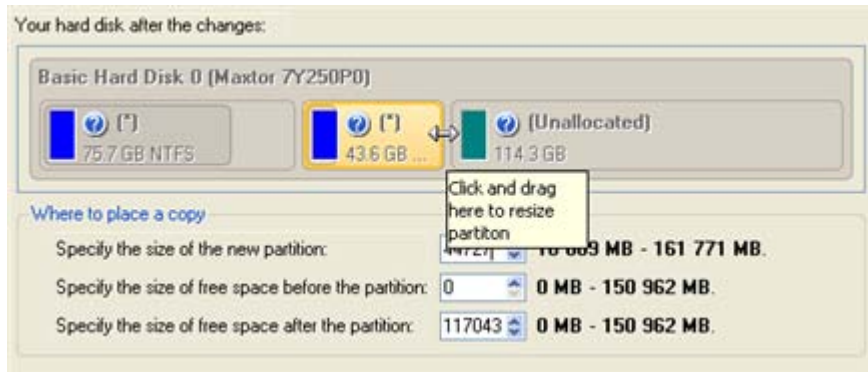 Your hard disk after the changes:
Basic Hard Disk 0 (Maxtor 7Y250P0)
(*)
75.7 GB NTFS
(*)
43.6 GB ...
(Unallocated)
114.3 GB
Click and drag
here to resize
partiton
Where to place a copy
Specify the size of the new partition: 44727 MB - 161 771 MB.
Specify the size of free space before the partition: 0 0 MB - 150 962 MB.
Specify the size of free space after the partition: 117043 0 MB - 150 962 MB.